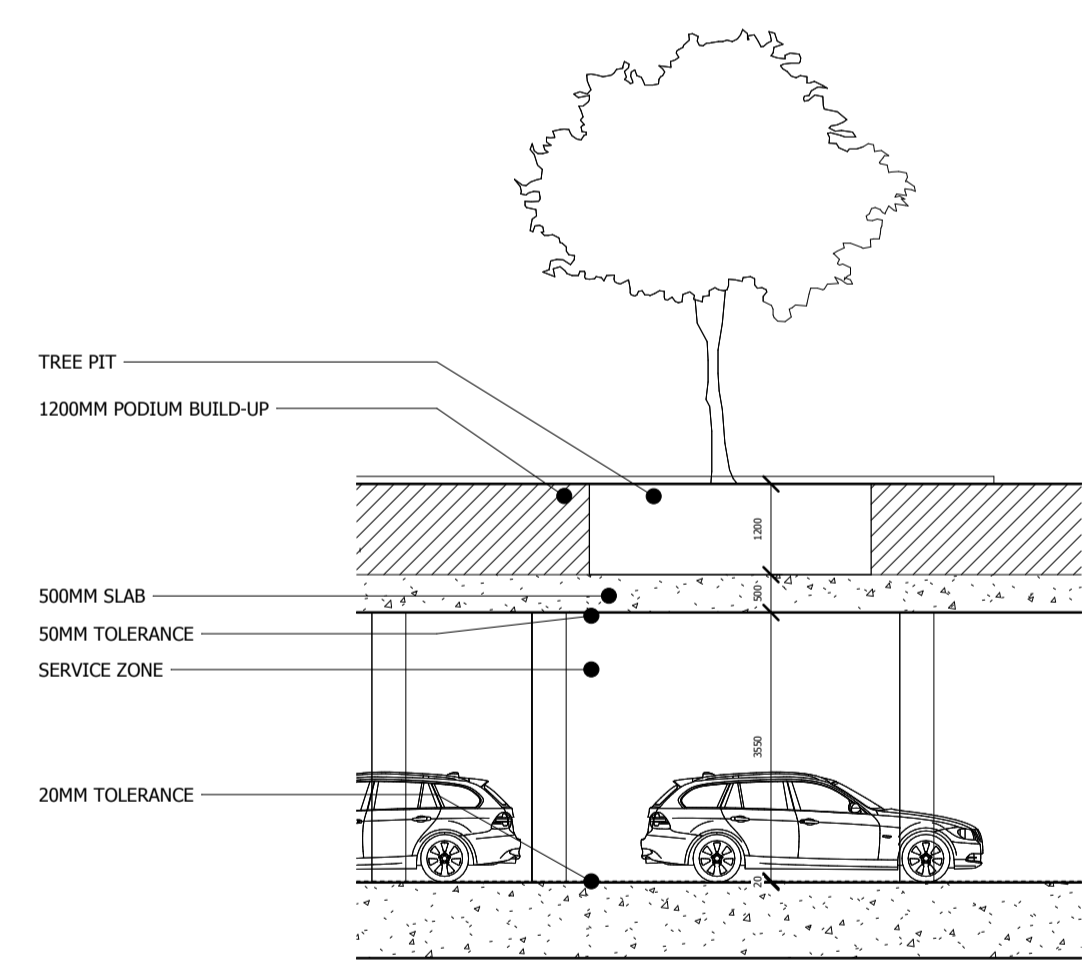 TREE PIT
1200MM PODIUM BUILD-UP
1200
500MM SLAB
500
50MM TOLERANCE
SERVICE ZONE
3550
20MM TOLERANCE
20